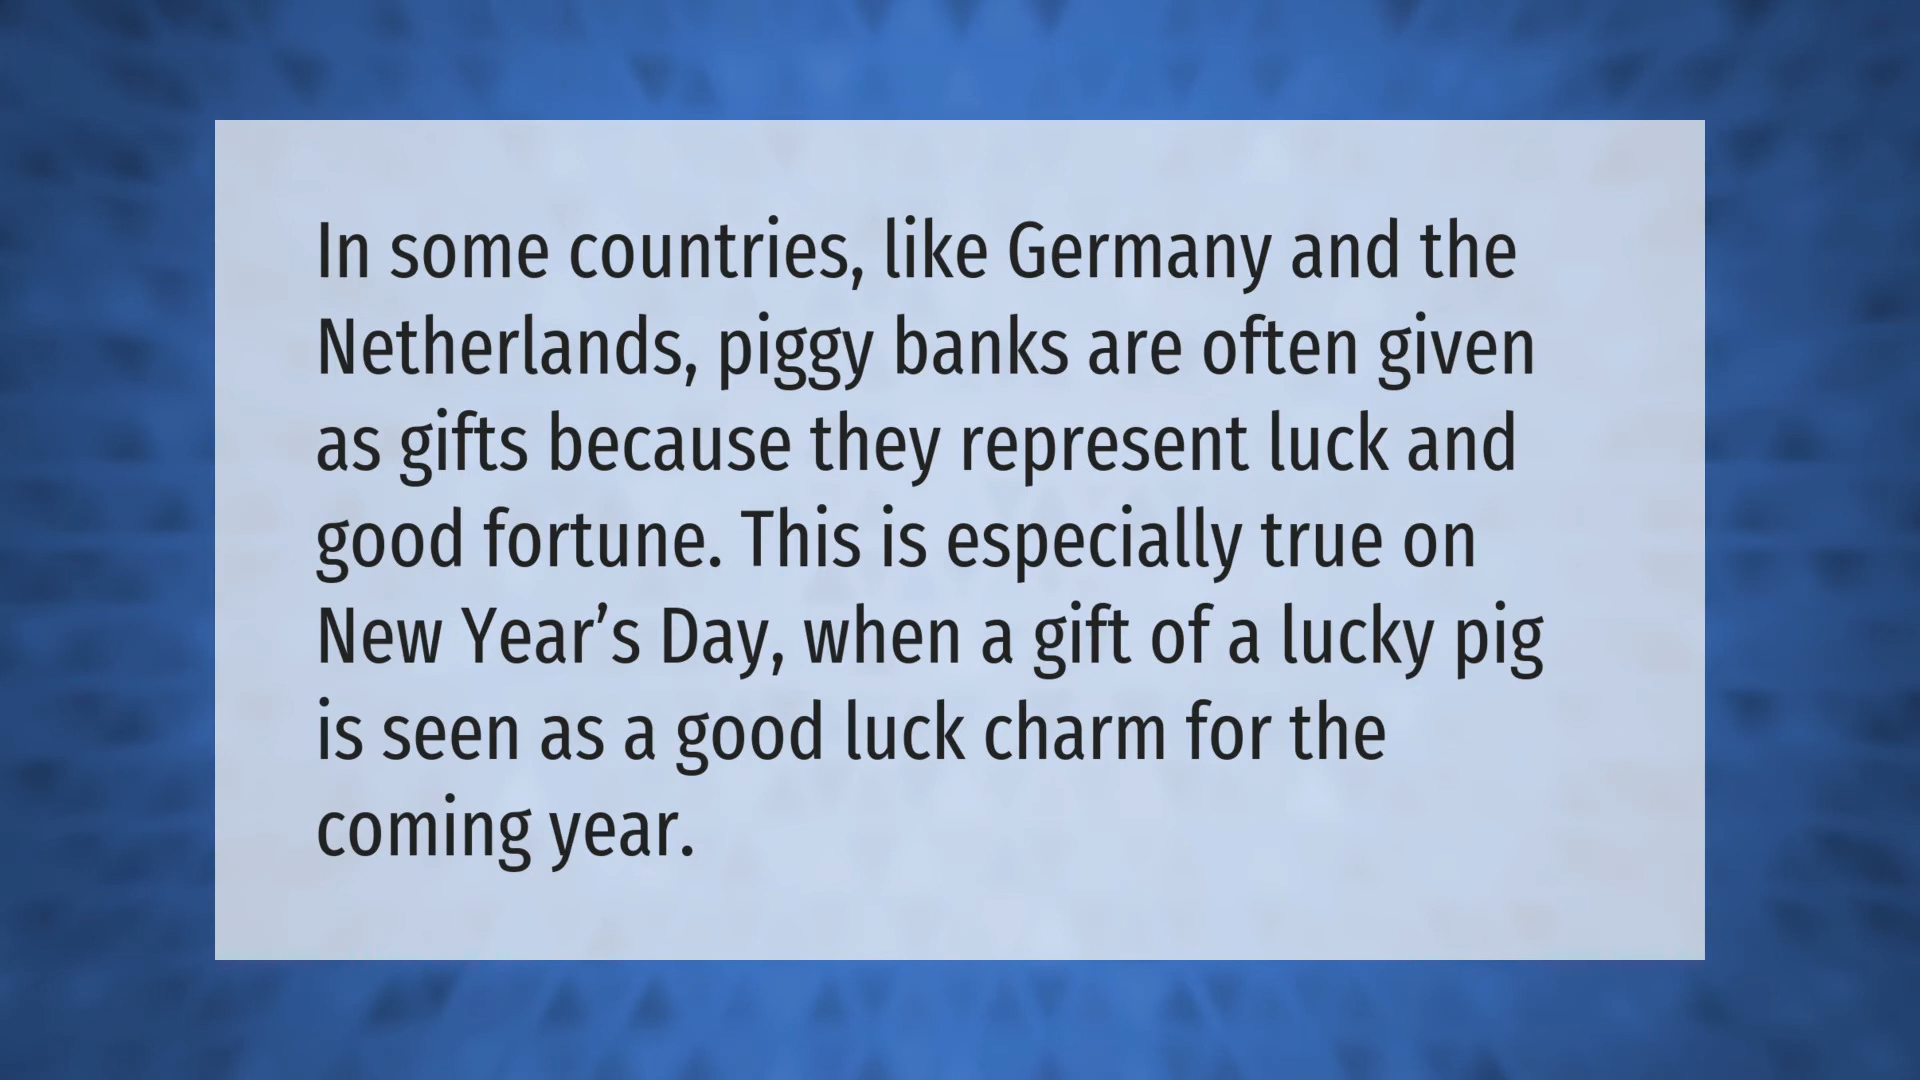 In some countries, like Germany and the
Netherlands, piggy banks are often given
as gifts because they represent luck and
good fortune. This is especially true on
New Year’s Day, when a gift of a lucky pig
is seen as a good luck charm for the
coming year.